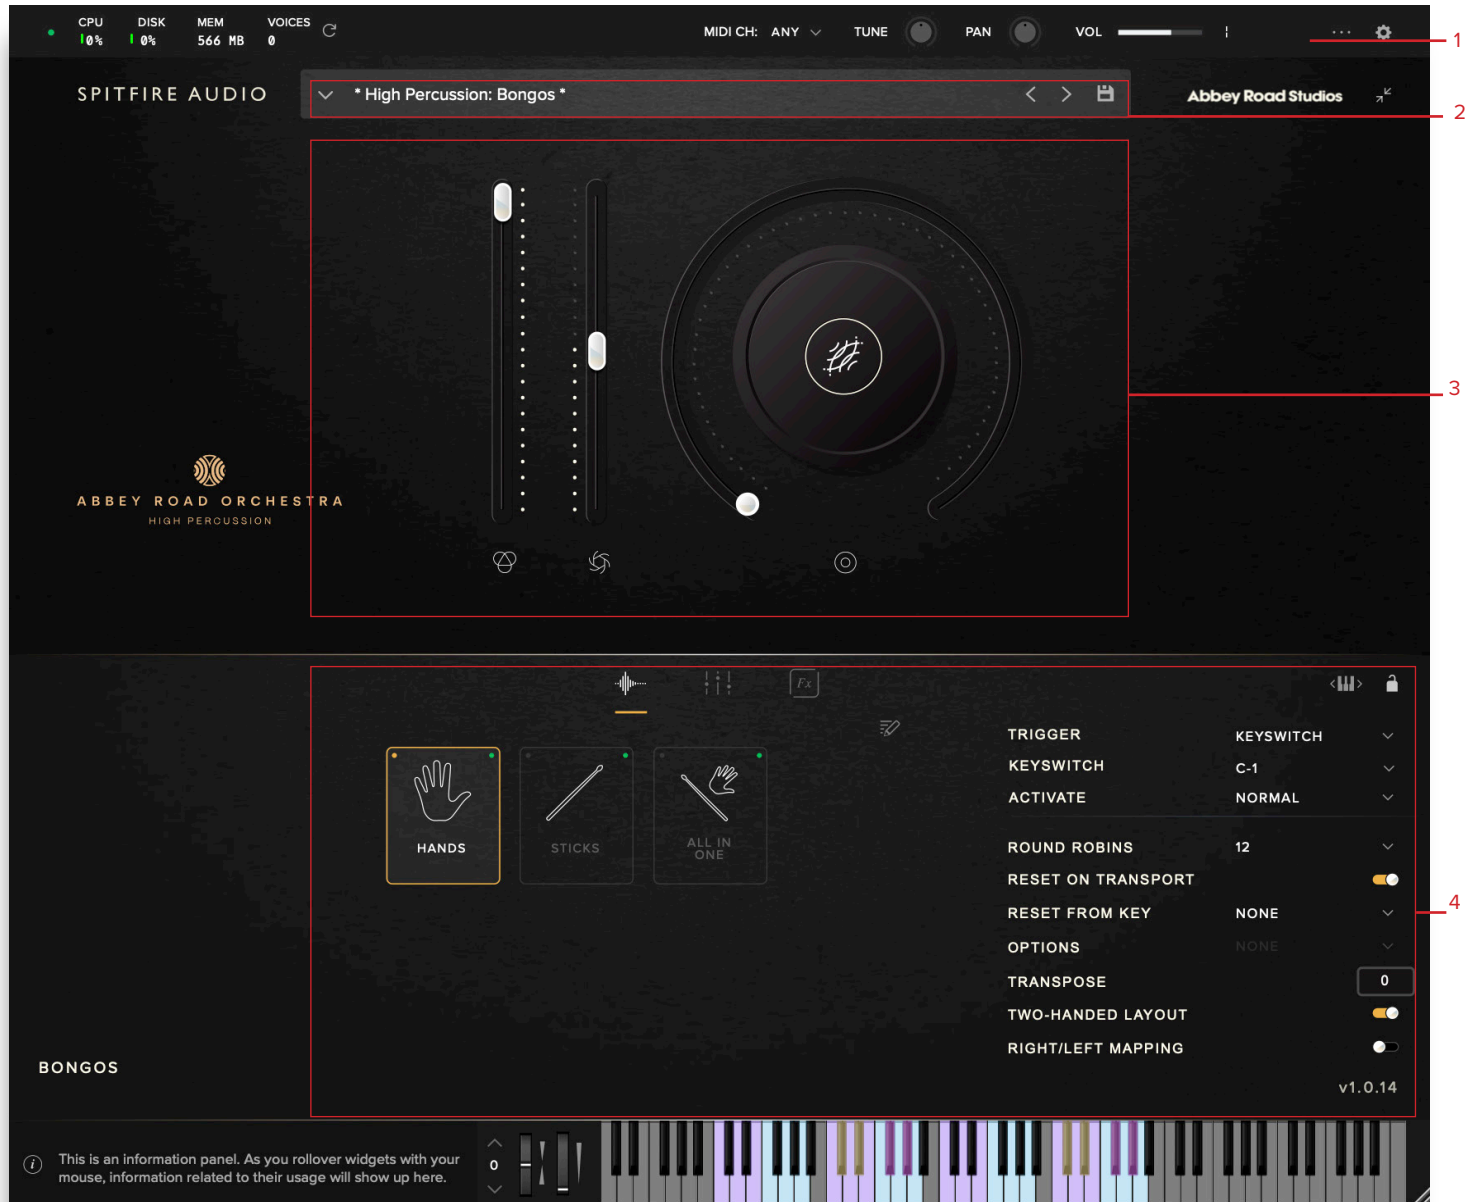 CPU DISK MEM VOICES
0% 0% 566 MB 0
MIDI CH: ANY TUNE PAN VOL
1
SPITFIRE AUDIO
* High Percussion: Bongos *
Abbey Road Studios
2
3
ABBEY ROAD ORCHESTRA
HIGH PERCUSSION
Fx
TRIGGER KEYSWITCH
KEYSWITCH C-1
ACTIVATE NORMAL
HANDS
STICKS
ALL IN
ONE
ROUND ROBINS 12
RESET ON TRANSPORT
RESET FROM KEY NONE
4
OPTIONS NONE
TRANSPOSE 0
TWO-HANDED LAYOUT
RIGHT/LEFT MAPPING
BONGOS
v1.0.14
This is an information panel. As you rollover widgets with your
mouse, information related to their usage will show up here.
0